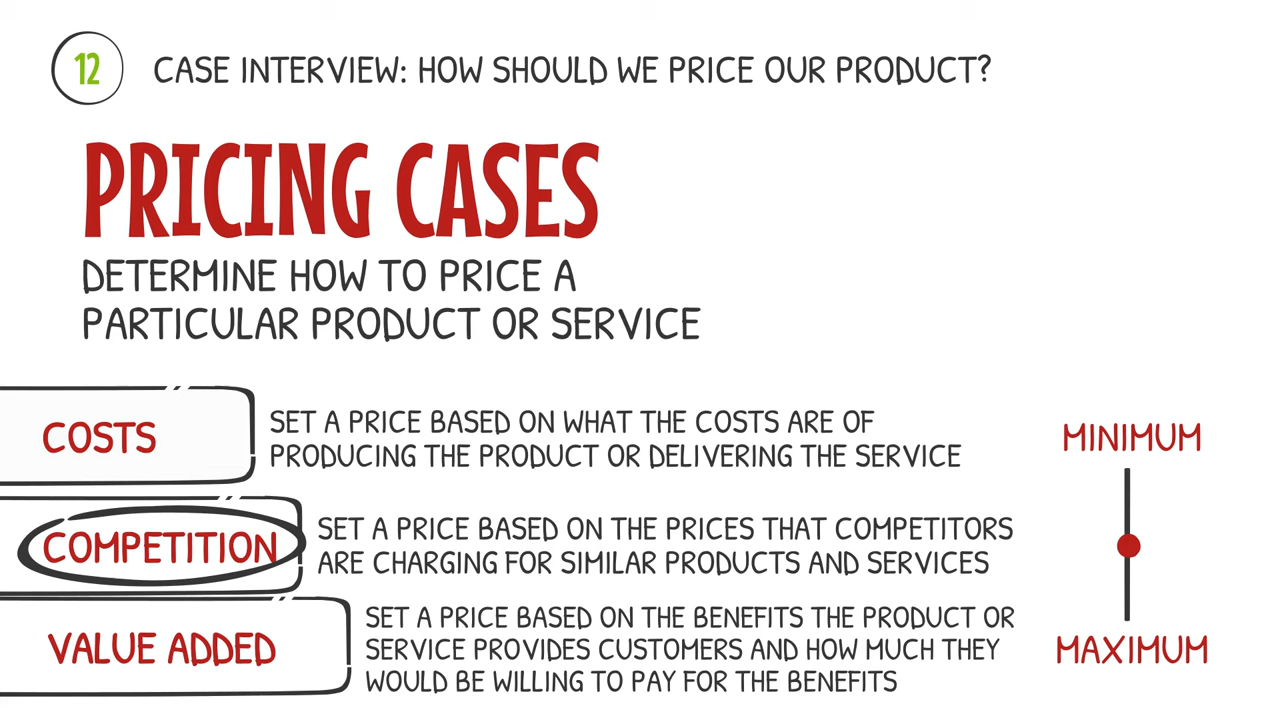 12
CASE INTERVIEW: HOW SHOULD WE PRICE OUR PRODUCT?
PRICING CASES
DETERMINE HOW TO PRICE A
PARTICULAR PRODUCT OR SERVICE
COSTS
SET A PRICE BASED ON WHAT THE COSTS ARE OF
PRODUCING THE PRODUCT OR DELIVERING THE SERVICE
MINIMUM
COMPETITION
SET A PRICE BASED ON THE PRICES THAT COMPETITORS
ARE CHARGING FOR SIMILAR PRODUCTS AND SERVICES
VALUE ADDED
SET A PRICE BASED ON THE BENEFITS THE PRODUCT OR
SERVICE PROVIDES CUSTOMERS AND HOW MUCH THEY
WOULD BE WILLING TO PAY FOR THE BENEFITS
MAXIMUM